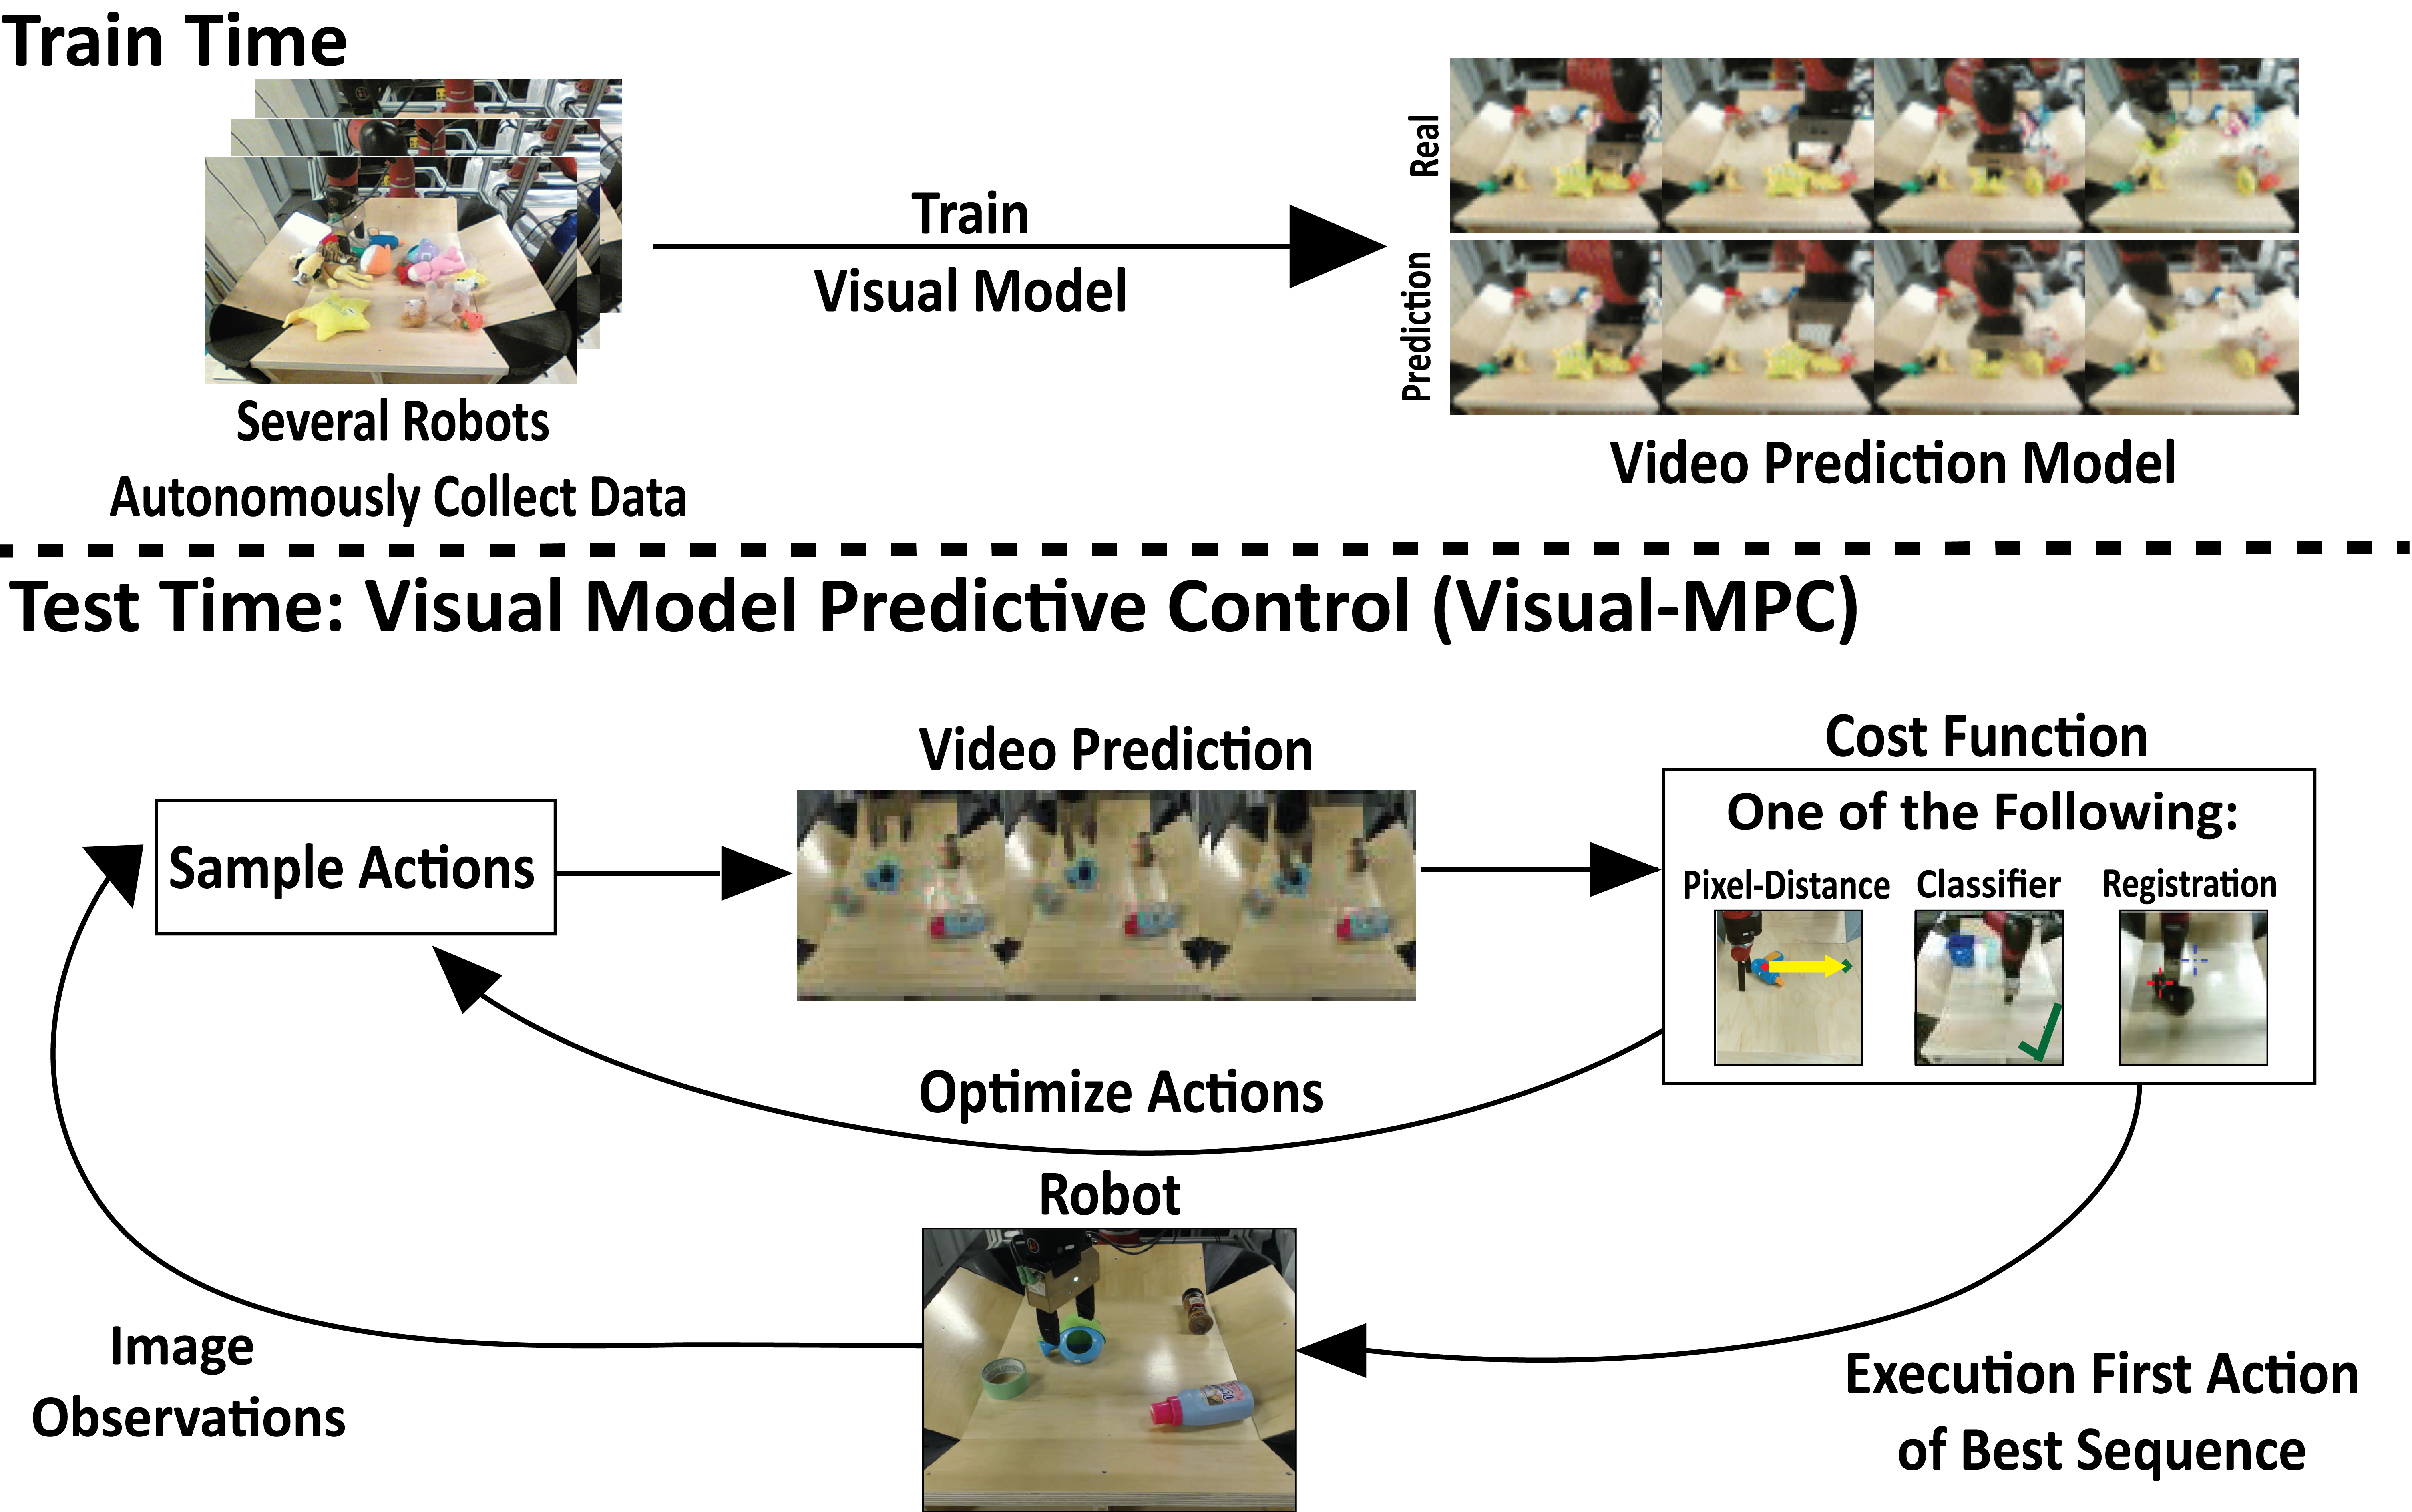 Train Time
Several Robots
Autonomously Collect Data
Train
Visual Model
Real
Prediction
Video Prediction Model
Test Time: Visual Model Predictive Control (Visual-MPC)
Sample Actions
Video Prediction
Cost Function
One of the Following:
Pixel-Distance Classifier Registration
Optimize Actions
Robot
Image
Observations
Execution First Action
of Best Sequence